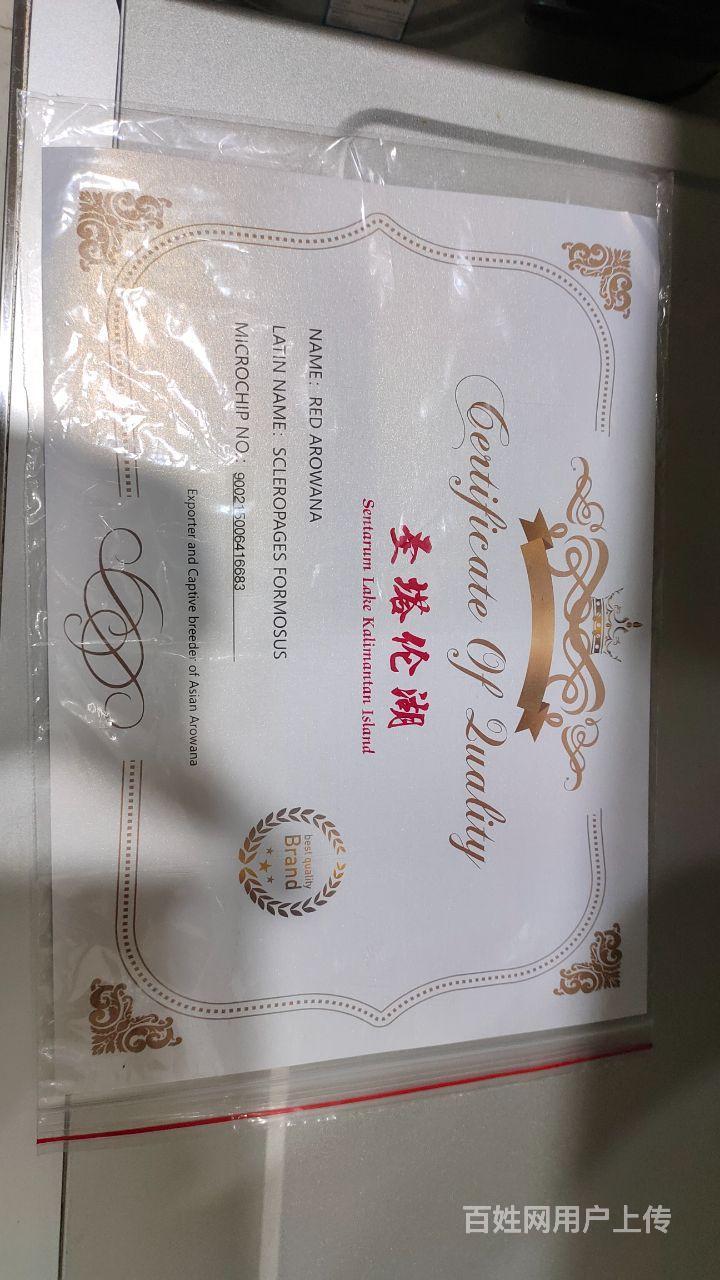 Certificate Of Quality
圣塔伦湖
Sentarum Lake Kalimantan Island
NAME：RED AROWANA
LATIN NAME：SCLEROPAGES FORMOSUS
MICROCHIP NO.：900215006416683
Exporter and Captive breeder of Asian Arowana
best quality
Brand
百姓网用户上传